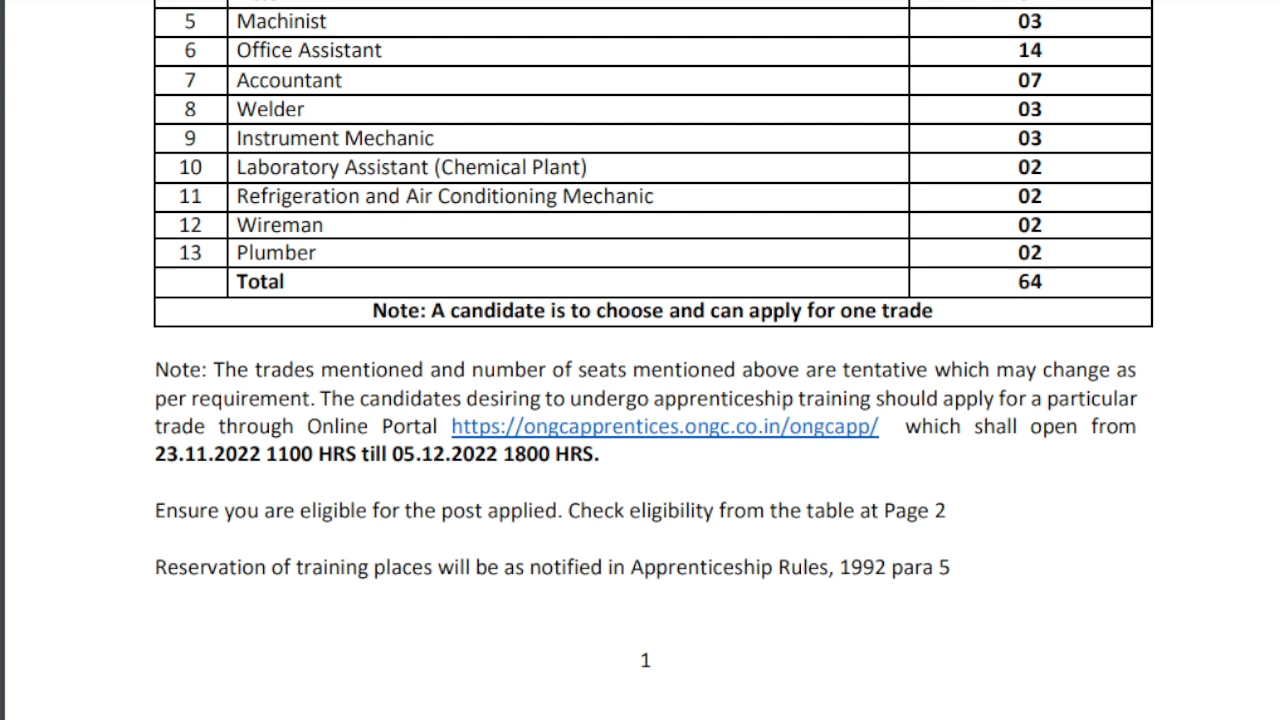 5 Machinist 03
6 Office Assistant 14
7 Accountant 07
8 Welder 03
9 Instrument Mechanic 03
10 Laboratory Assistant (Chemical Plant) 02
11 Refrigeration and Air Conditioning Mechanic 02
12 Wireman 02
13 Plumber 02
Total 64
Note: A candidate is to choose and can apply for one trade
Note: The trades mentioned and number of seats mentioned above are tentative which may change as
per requirement. The candidates desiring to undergo apprenticeship training should apply for a particular
trade through Online Portal https://ongcapprentices.ongc.co.in/ongcapp/ which shall open from
23.11.2022 1100 HRS till 05.12.2022 1800 HRS.
Ensure you are eligible for the post applied. Check eligibility from the table at Page 2
Reservation of training places will be as notified in Apprenticeship Rules, 1992 para 5
1